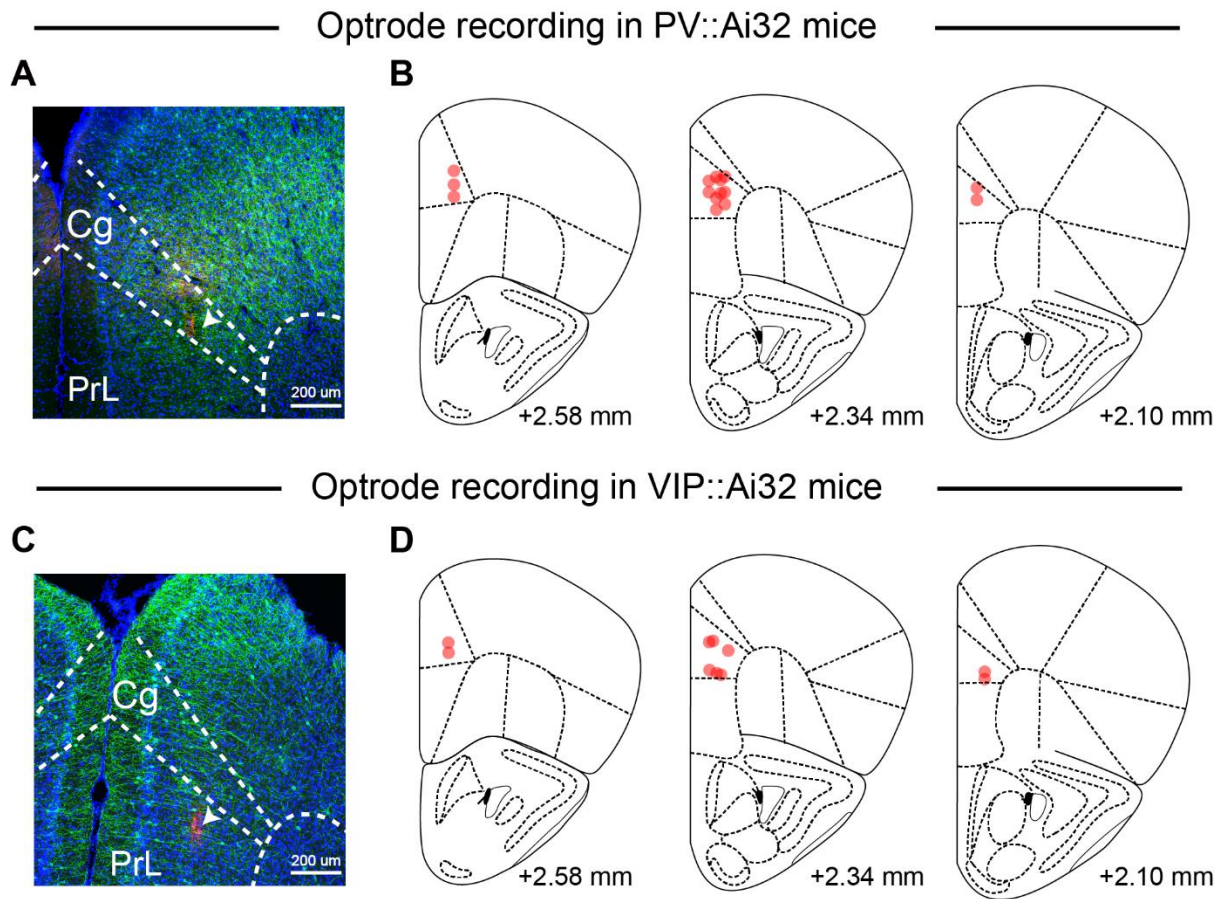 Optrode recording in PV::Ai32 mice
A
B
Cg
PrL
200 um
+2.58 mm
+2.34 mm
+2.10 mm
Optrode recording in VIP::Ai32 mice
C
D
Cg
PrL
200 um
+2.58 mm
+2.34 mm
+2.10 mm